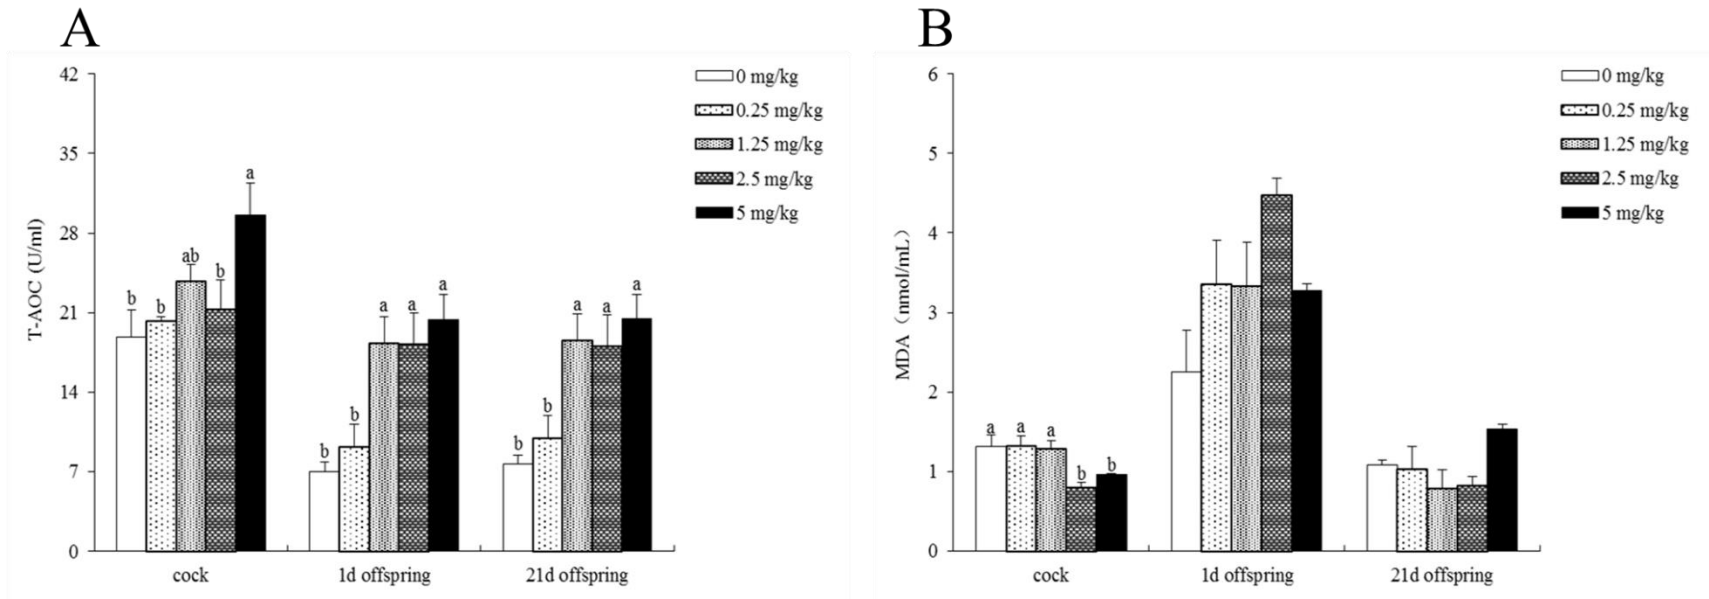 A
42
35
28
21
14
7
0
T-AOC (U/ml)
b
b
ab
b
a
b
b
a
a
a
b
b
a
a
a
cock
1d offspring
21d offspring
0 mg/kg
0.25 mg/kg
1.25 mg/kg
2.5 mg/kg
5 mg/kg
B
6
5
4
3
2
1
0
MDA（nmol/mL）
a
a
a
b
b
cock
1d offspring
21d offspring
0 mg/kg
0.25 mg/kg
1.25 mg/kg
2.5 mg/kg
5 mg/kg